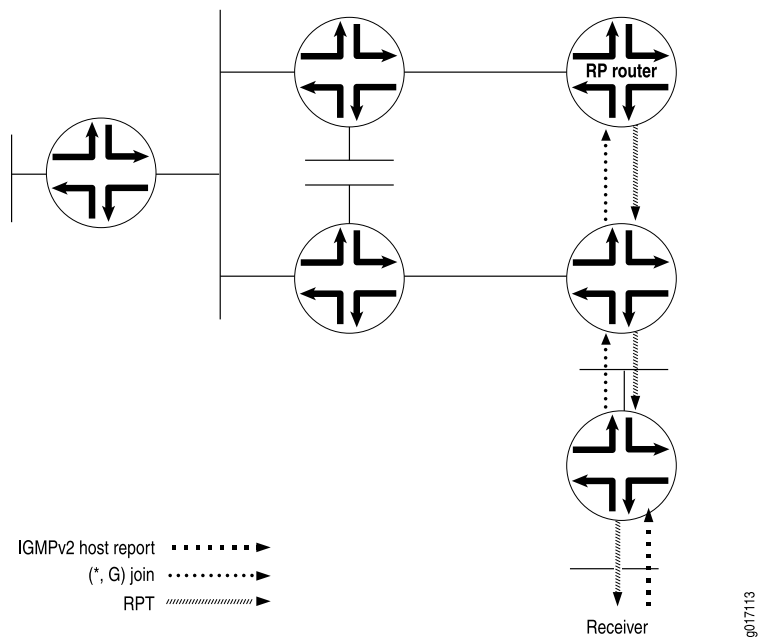 RP router
IGMPv2 host report
(*, G) join
RPT
Receiver
g017113